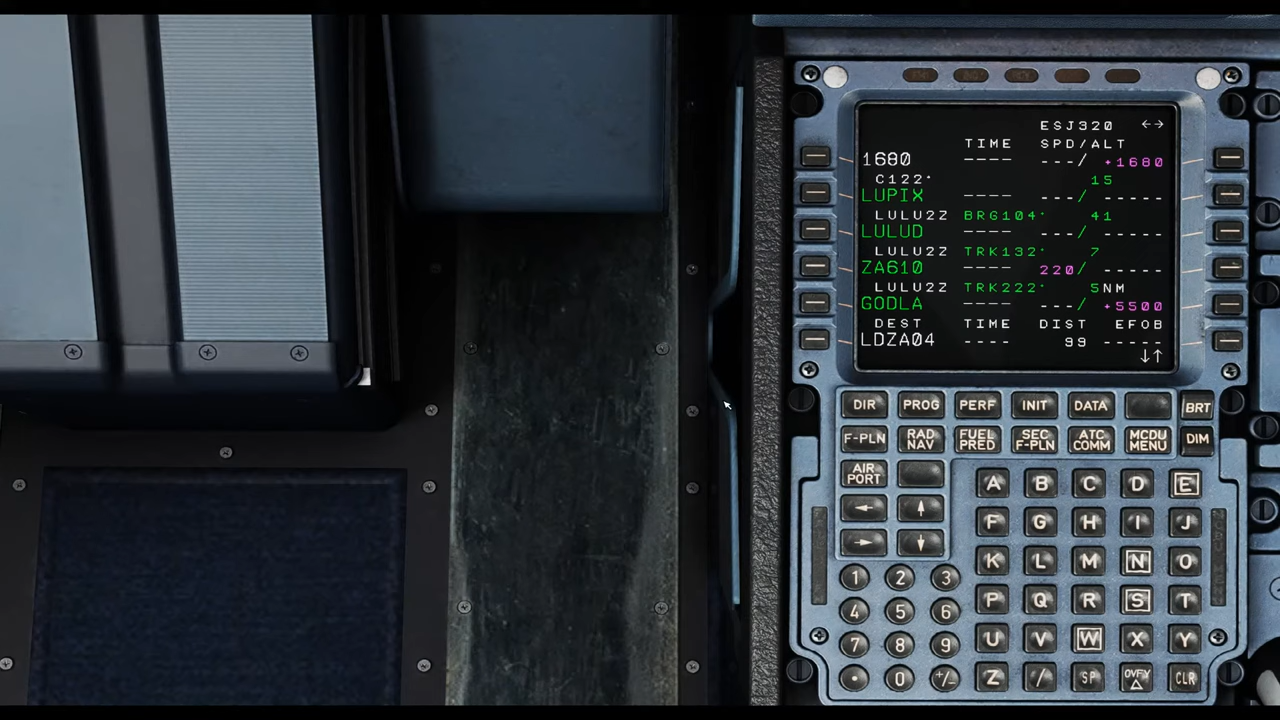 ESJ320 ←→
TIME SPD/ALT
1680 ---- ---/ +1680
C122° 15
LUPIX ---- ---/-----
LULU2Z BRG104° 41
LULUD ---- ---/-----
LULU2Z TRK132° 7
ZA610 ---- 220/-----
LULU2Z TRK222° 5NM
GODLA ---- ---/ +5500
DEST TIME DIST EFOB
LDZA04 ---- 99 -----
↓↑
DIR PROG PERF INIT DATA BRT
F-PLN RAD NAV FUEL PRED SEC F-PLN ATC COMM MCDU MENU DIM
AIR PORT
A B C D E
← ↑ F G H I J
→ ↓ K L M N O
1 2 3
4 5 6 P Q R S T
7 8 9 U V W X Y
. 0 +/- Z / SP OVFY △ CLR